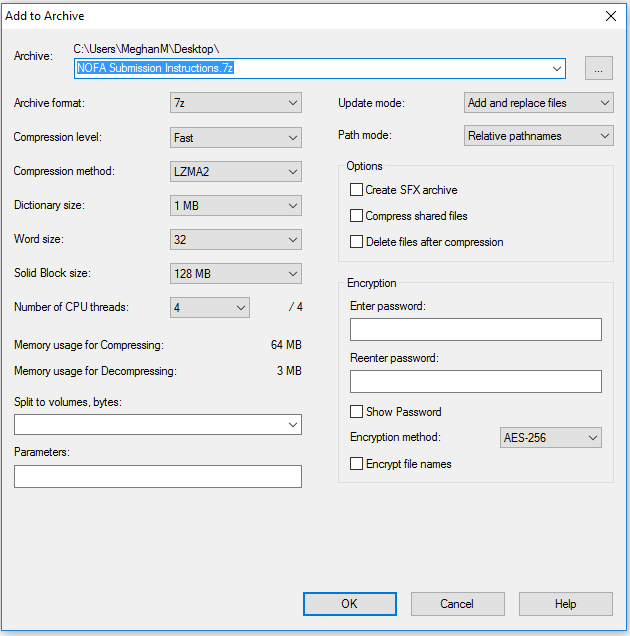 Add to Archive
Archive: C:\Users\MeghanM\Desktop\
NOFA Submission Instructions.7z
...
Archive format: 7z
Compression level: Fast
Compression method: LZMA2
Dictionary size: 1 MB
Word size: 32
Solid Block size: 128 MB
Number of CPU threads: 4 / 4
Memory usage for Compressing: 64 MB
Memory usage for Decompressing: 3 MB
Split to volumes, bytes:
Parameters:
Update mode: Add and replace files
Path mode: Relative pathnames
Options
Create SFX archive
Compress shared files
Delete files after compression
Encryption
Enter password:
Reenter password:
Show Password
Encryption method: AES-256
Encrypt file names
OK Cancel Help